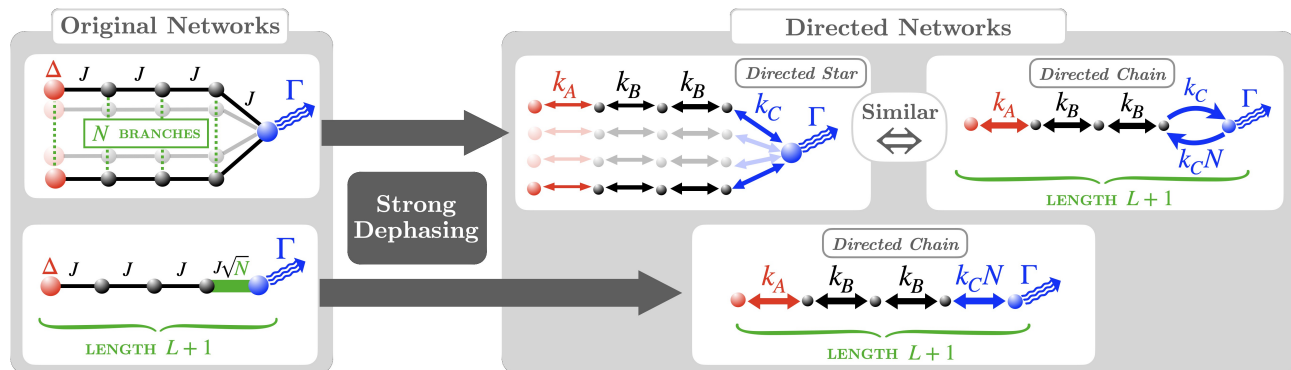 Original Networks
Directed Networks
Δ
J J J
J
Γ
N BRANCHES
Directed Star
k_A k_B k_B
k_C
Γ
Similar
⇔
Directed Chain
k_A k_B k_B
k_C
Γ
k_C N
LENGTH L + 1
Strong
Dephasing
Δ
J J J J√N
Γ
LENGTH L + 1
Directed Chain
k_A k_B k_B k_C N
Γ
LENGTH L + 1